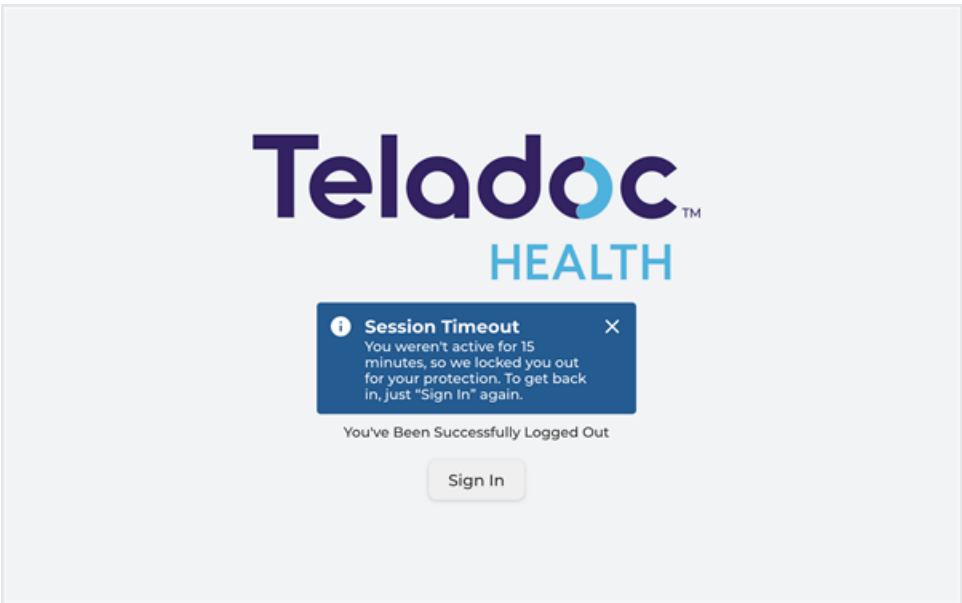 Teladoc™
HEALTH
Session Timeout
You weren't active for 15
minutes, so we locked you out
for your protection. To get back
in, just “Sign In” again.
You've Been Successfully Logged Out
Sign In